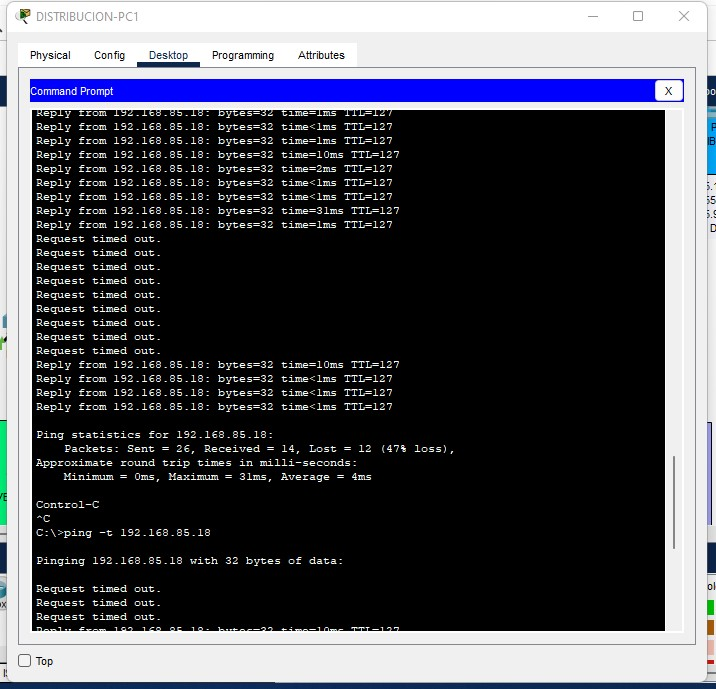 DISTRIBUCION-PC1
Physical Config Desktop Programming Attributes
Command Prompt X
Reply from 192.168.85.18: bytes=32 time=1ms TTL=127
Reply from 192.168.85.18: bytes=32 time<1ms TTL=127
Reply from 192.168.85.18: bytes=32 time=1ms TTL=127
Reply from 192.168.85.18: bytes=32 time=10ms TTL=127
Reply from 192.168.85.18: bytes=32 time=2ms TTL=127
Reply from 192.168.85.18: bytes=32 time<1ms TTL=127
Reply from 192.168.85.18: bytes=32 time<1ms TTL=127
Reply from 192.168.85.18: bytes=32 time=31ms TTL=127
Reply from 192.168.85.18: bytes=32 time=1ms TTL=127
Request timed out.
Request timed out.
Request timed out.
Request timed out.
Request timed out.
Request timed out.
Request timed out.
Request timed out.
Request timed out.
Reply from 192.168.85.18: bytes=32 time=10ms TTL=127
Reply from 192.168.85.18: bytes=32 time<1ms TTL=127
Reply from 192.168.85.18: bytes=32 time<1ms TTL=127
Reply from 192.168.85.18: bytes=32 time<1ms TTL=127
Ping statistics for 192.168.85.18:
Packets: Sent = 26, Received = 14, Lost = 12 (47% loss),
Approximate round trip times in milli-seconds:
Minimum = 0ms, Maximum = 31ms, Average = 4ms
Control-C
^C
C:\>ping -t 192.168.85.18
Pinging 192.168.85.18 with 32 bytes of data:
Request timed out.
Request timed out.
Request timed out.
Reply from 192.168.85.18: bytes=32 time=10ms TTL=127
Top